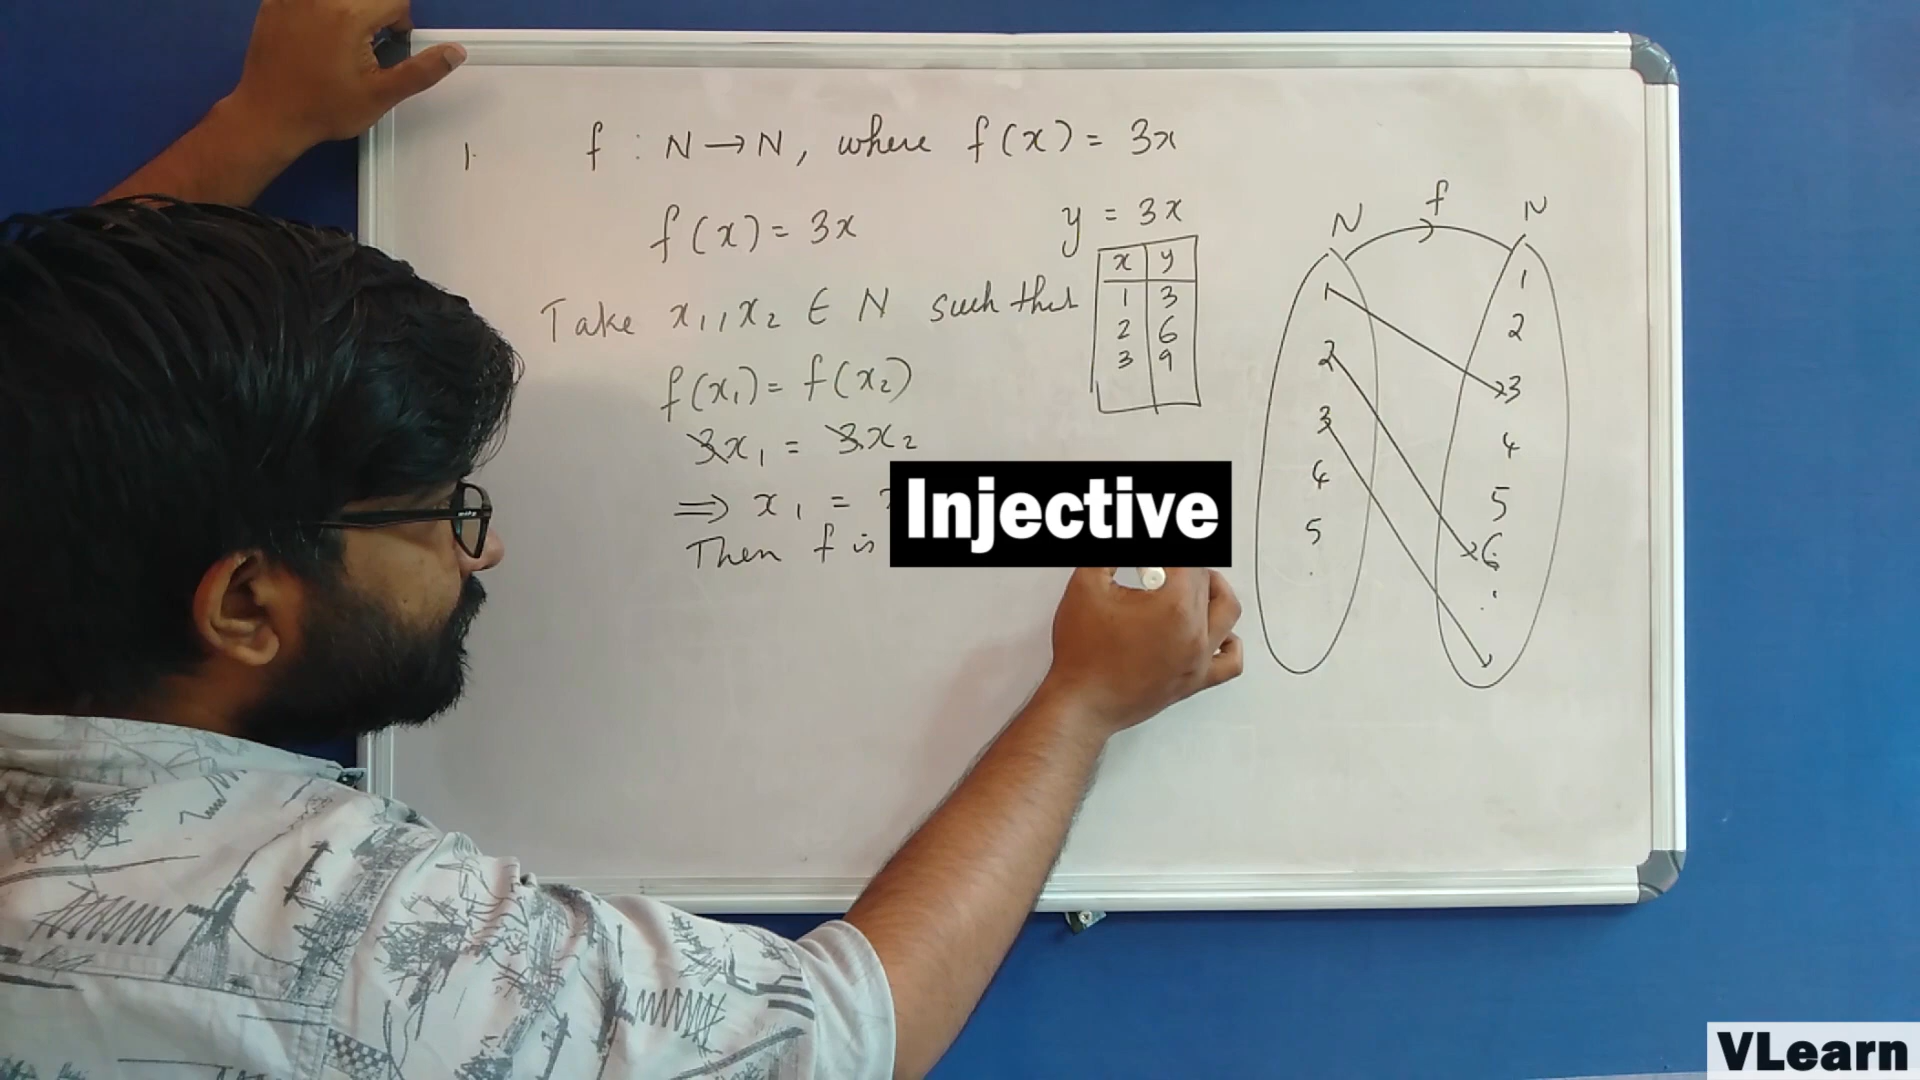 1. f : N → N, where f(x) = 3x
f(x) = 3x
y = 3x
x y
1 3
2 6
3 9
Take x₁, x₂ ∈ N such that
f(x₁) = f(x₂)
3x₁ = 3x₂
⇒ x₁ =
Then f is
Injective
f
N N
1
2
3
4
5
.
1
2
3
4
5
6
. .
VLearn